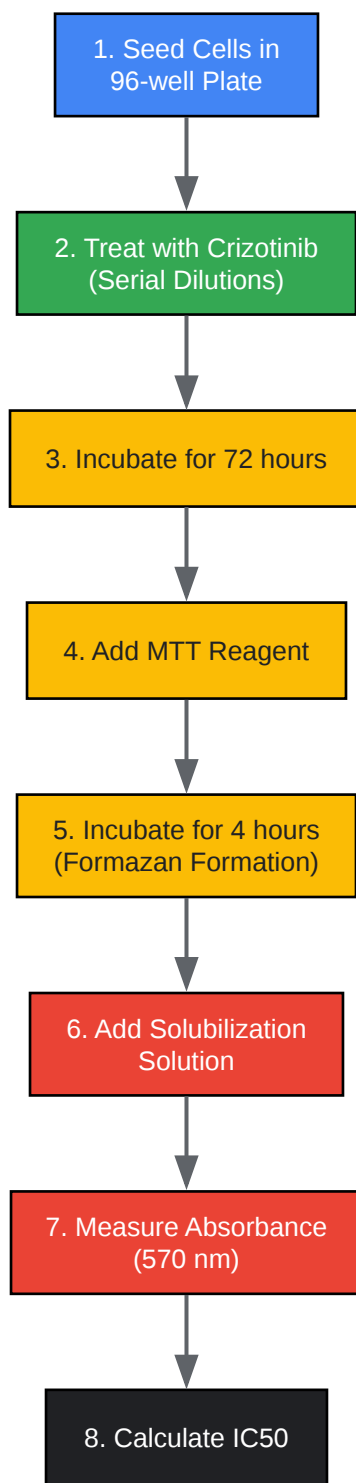 1. Seed Cells in
96-well Plate
2. Treat with Crizotinib
(Serial Dilutions)
3. Incubate for 72 hours
4. Add MTT Reagent
5. Incubate for 4 hours
(Formazan Formation)
6. Add Solubilization
Solution
7. Measure Absorbance
(570 nm)
8. Calculate IC50